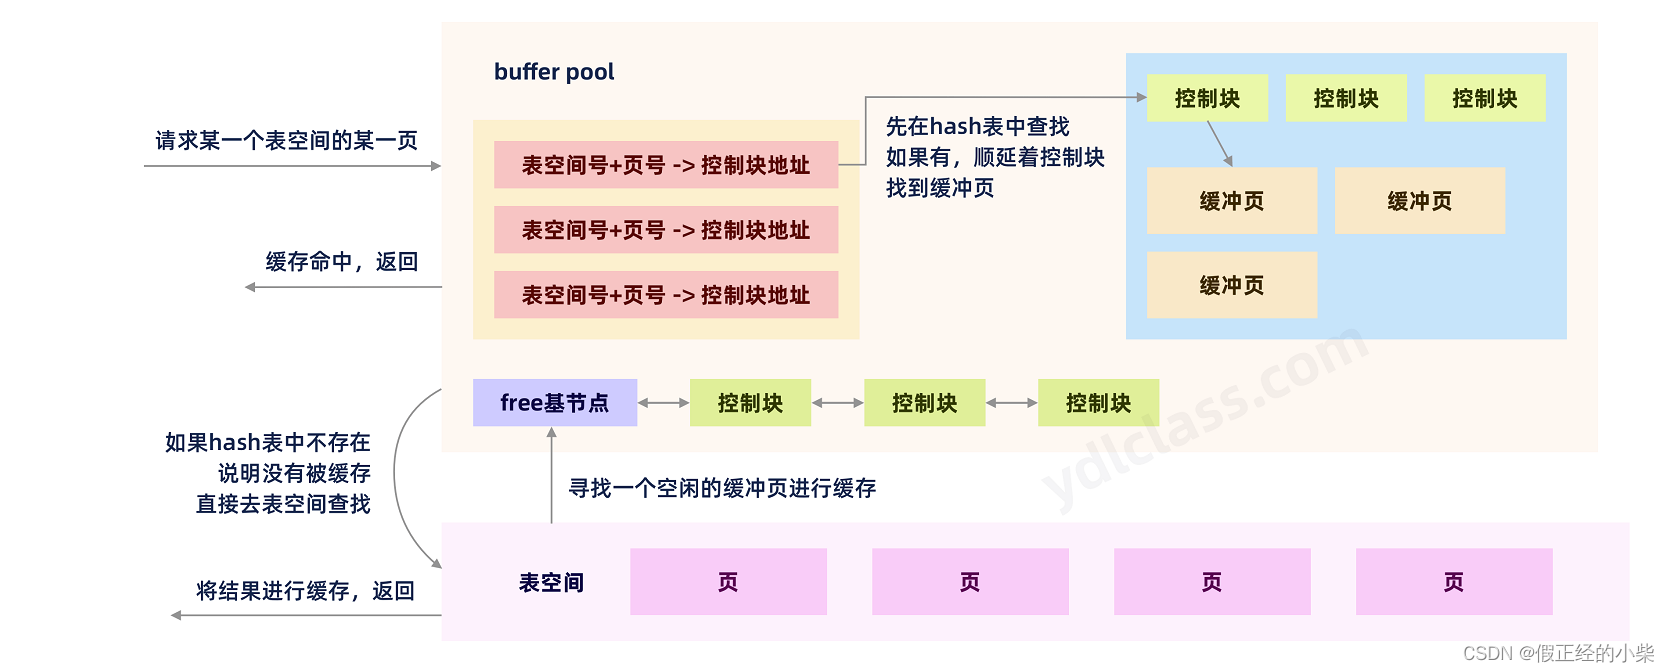 buffer pool
控制块
控制块
控制块
先在hash表中查找
如果有，顺延着控制块
找到缓冲页
请求某一个表空间的某一页
表空间号+页号 -> 控制块地址
表空间号+页号 -> 控制块地址
表空间号+页号 -> 控制块地址
缓冲页
缓冲页
缓冲页
缓存命中，返回
free基节点
控制块
控制块
控制块
如果hash表中不存在
说明没有被缓存
直接去表空间查找
寻找一个空闲的缓冲页进行缓存
ydlclass.com
表空间
页
页
页
页
将结果进行缓存，返回
CSDN @假正经的小柴